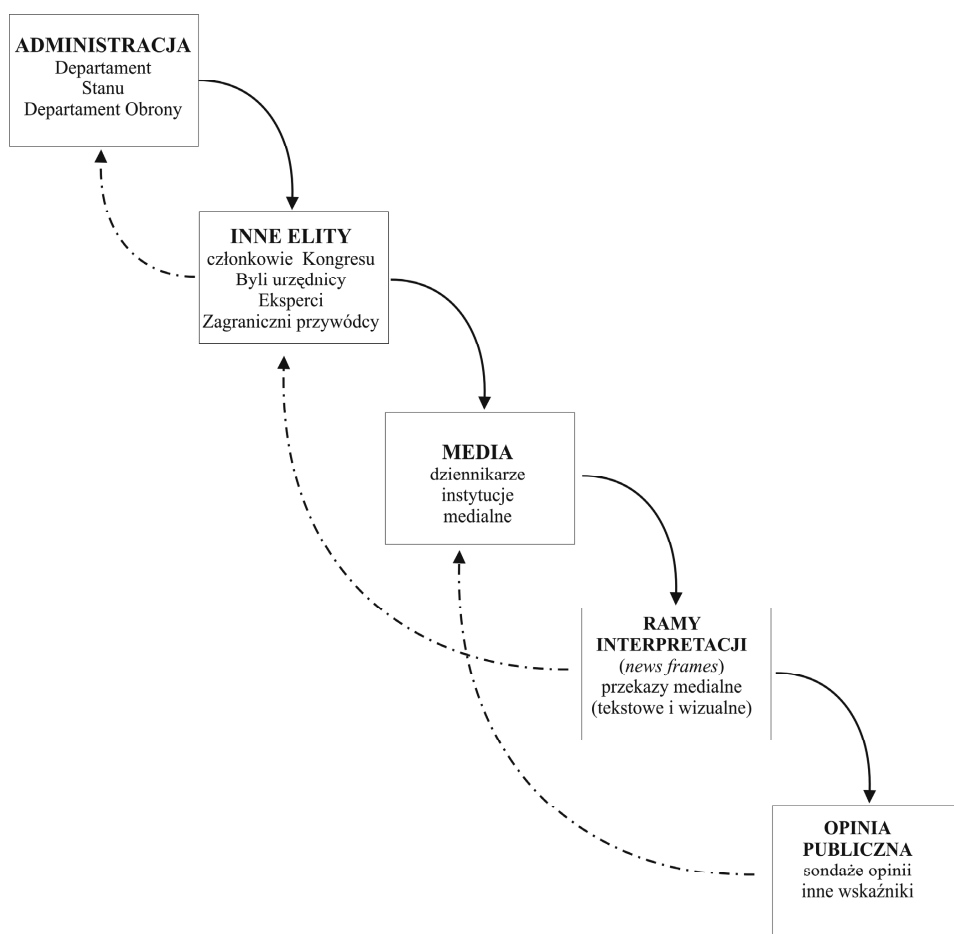 ADMINISTRACJA
Departament
Stanu
Departament Obrony
INNE ELITY
członkowie Kongresu
Byli urzędnicy
Eksperci
Zagraniczni przywódcy
MEDIA
dziennikarze
instytucje
medialne
RAMY
INTERPRETACJI
(news frames)
przekazy medialne
(tekstowe i wizualne)
OPINIA
PUBLICZNA
sondaże opinii
inne wskaźniki